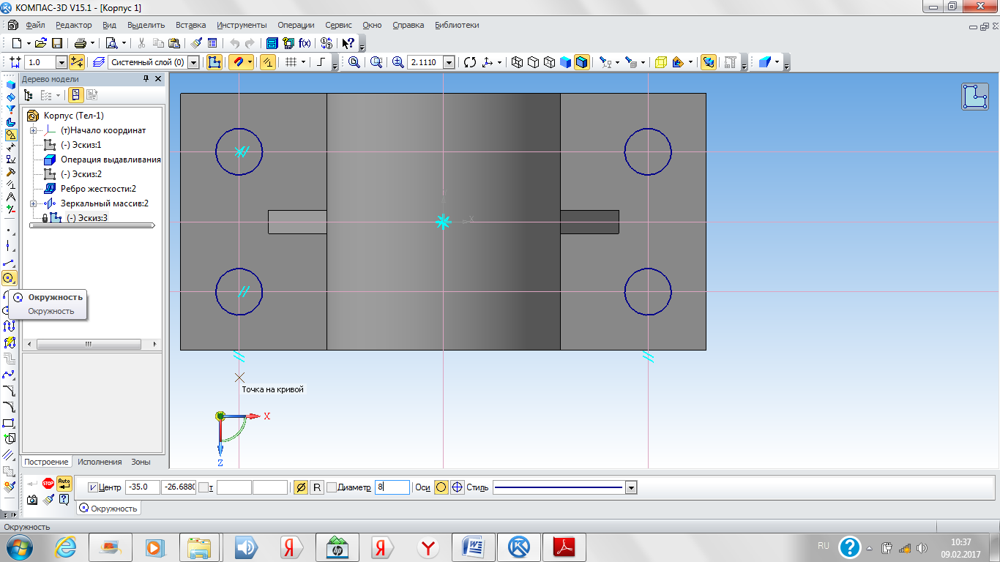 КОМПАС-3D V15.1 - [Корпус 1]
Файл Редактор Вид Выделить Вставка Инструменты Операции Сервис Окно Справка Библиотеки
f(x)
1.0 Системный слой (0) 2.1110
Дерево модели
Корпус (Тел-1)
(т)Начало координат
(-) Эскиз:1
Операция выдавливания
(-) Эскиз:2
Ребро жесткости:2
Зеркальный массив:2
(-) Эскиз:3
Окружность
Окружность
X
Точка на кривой
X
Z
Построение Исполнения Зоны
STOP Auto Центр -35.0 -26.688 т R Диаметр 8 Оси Стиль
Окружность
Окружность
RU 10:37
09.02.2017